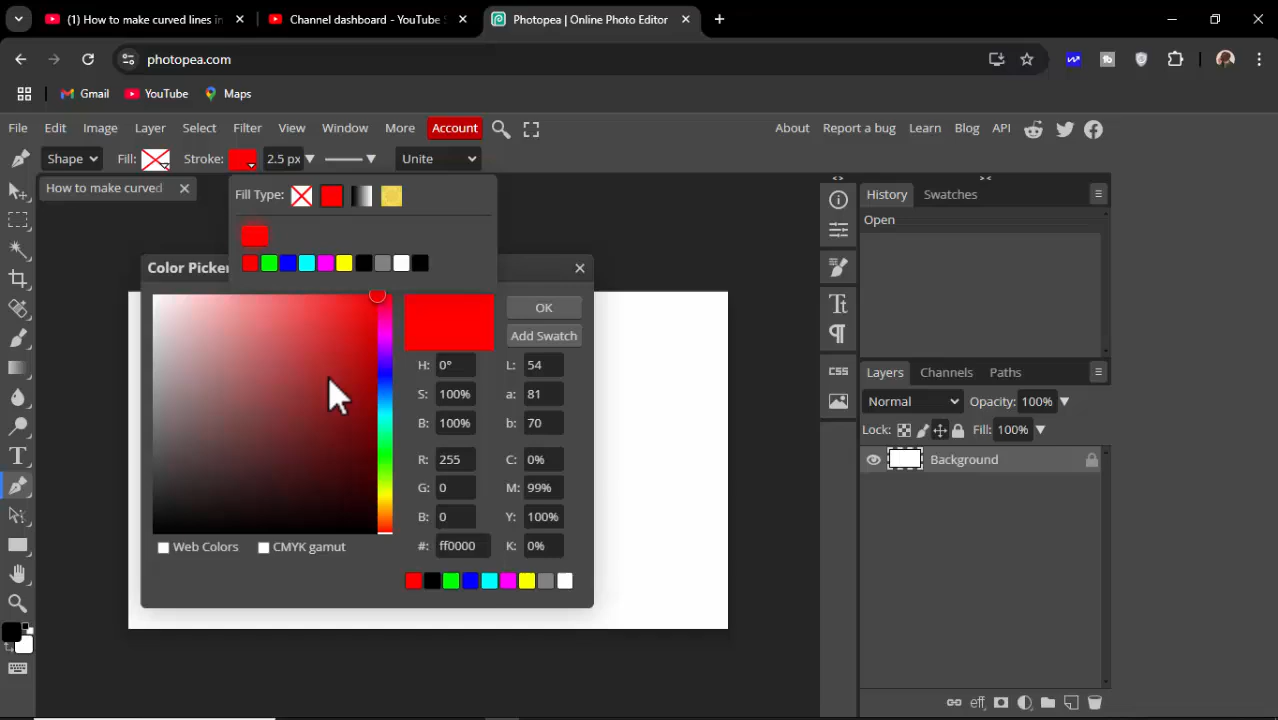 (1) How to make curved lines in
Channel dashboard - YouTube S
Photopea | Online Photo Editor
photopea.com
Gmail
YouTube
Maps
File Edit Image Layer Select Filter View Window More Account
About Report a bug Learn Blog API
Shape Fill: Stroke: 2.5 px Unite
How to make curved
Fill Type:
Color Picker
OK
Add Swatch
H: 0° L: 54
S: 100% a: 81
B: 100% b: 70
R: 255 C: 0%
G: 0 M: 99%
B: 0 Y: 100%
#: ff0000 K: 0%
Web Colors CMYK gamut
History Swatches
Open
CSS
Layers Channels Paths
Normal Opacity: 100%
Lock: Fill: 100%
Background
eff